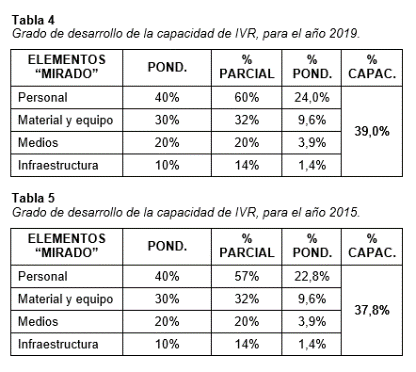 Tabla 4
Grado de desarrollo de la capacidad de IVR, para el año 2019.
ELEMENTOS “MIRADO” POND. % PARCIAL % POND. % CAPAC.
Personal 40% 60% 24,0% 39,0%
Material y equipo 30% 32% 9,6%
Medios 20% 20% 3,9%
Infraestructura 10% 14% 1,4%
Tabla 5
Grado de desarrollo de la capacidad de IVR, para el año 2015.
ELEMENTOS “MIRADO” POND. % PARCIAL % POND. % CAPAC.
Personal 40% 57% 22,8% 37,8%
Material y equipo 30% 32% 9,6%
Medios 20% 20% 3,9%
Infraestructura 10% 14% 1,4%